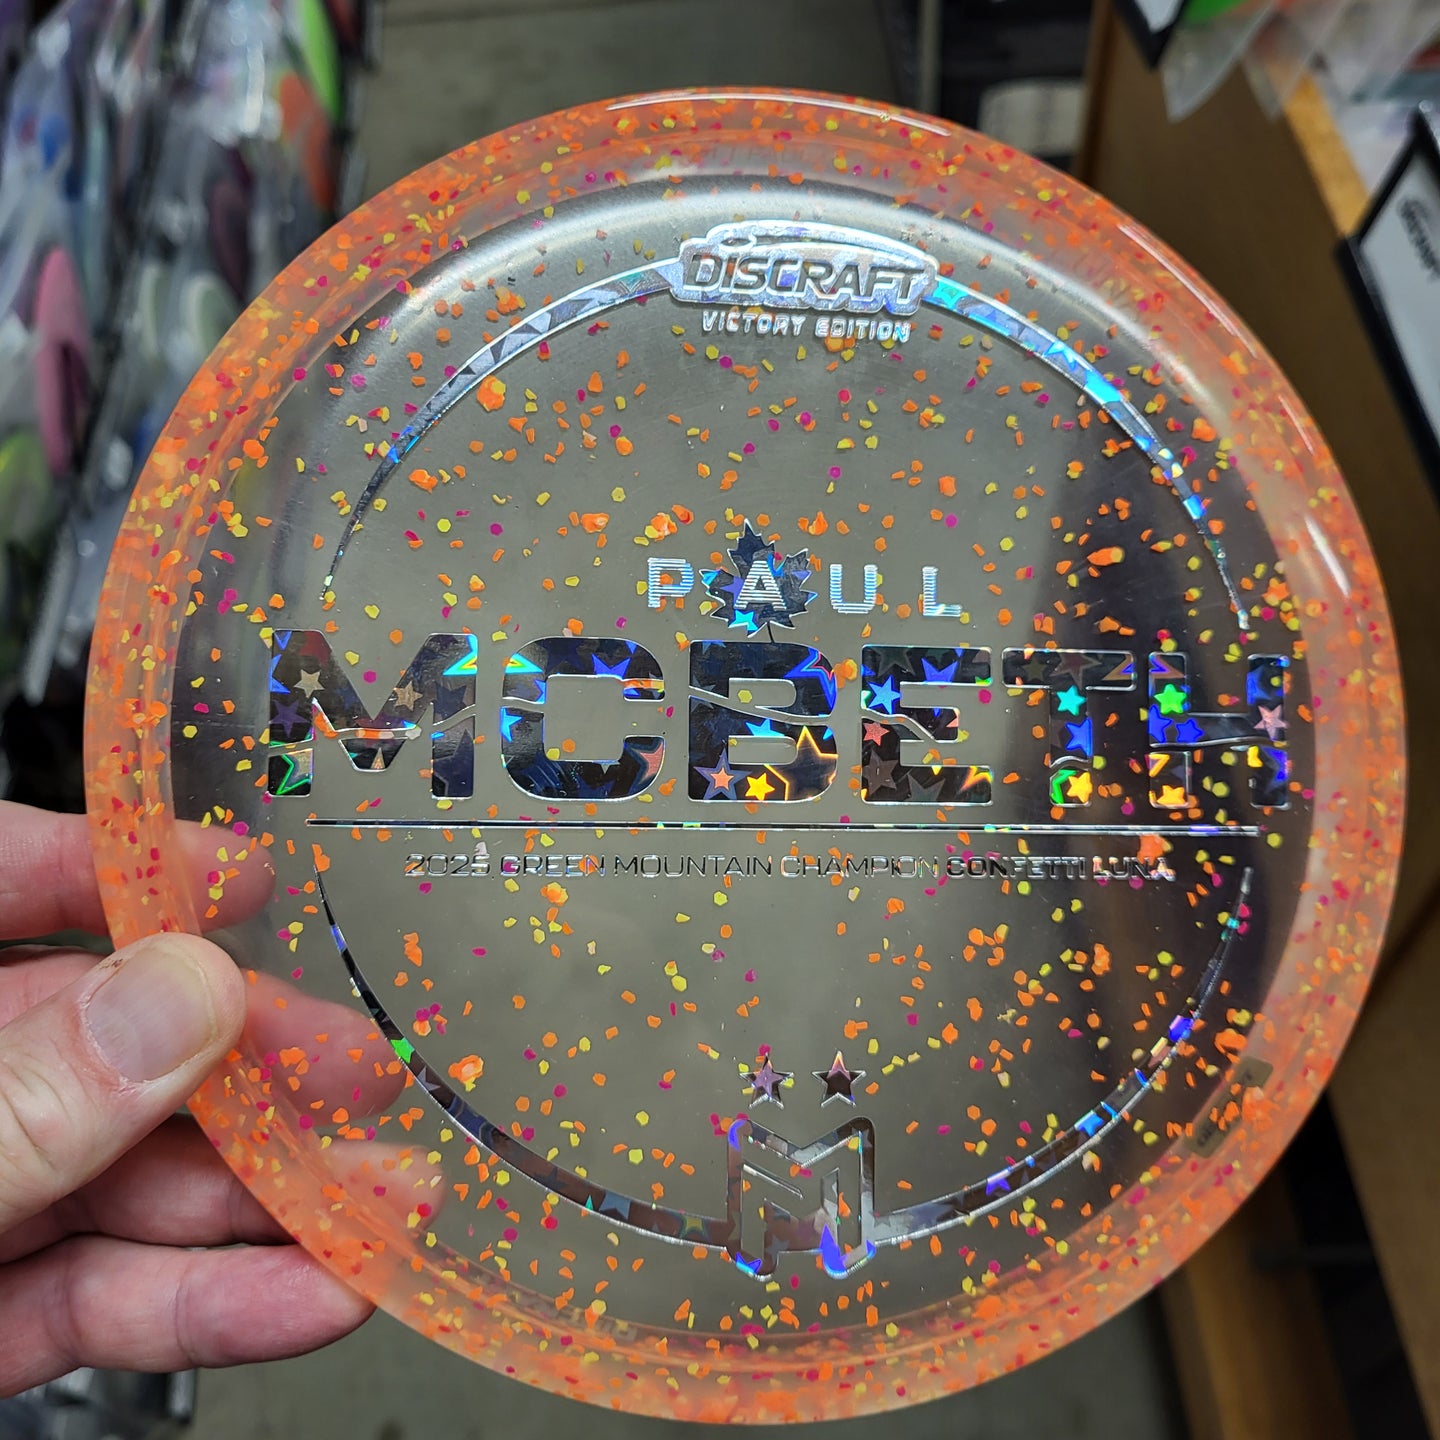 DISCRAFT
VICTORY EDITION
PAUL
MCBETH
2025 GREEN MOUNTAIN CHAMPION CONFETTI LUNA